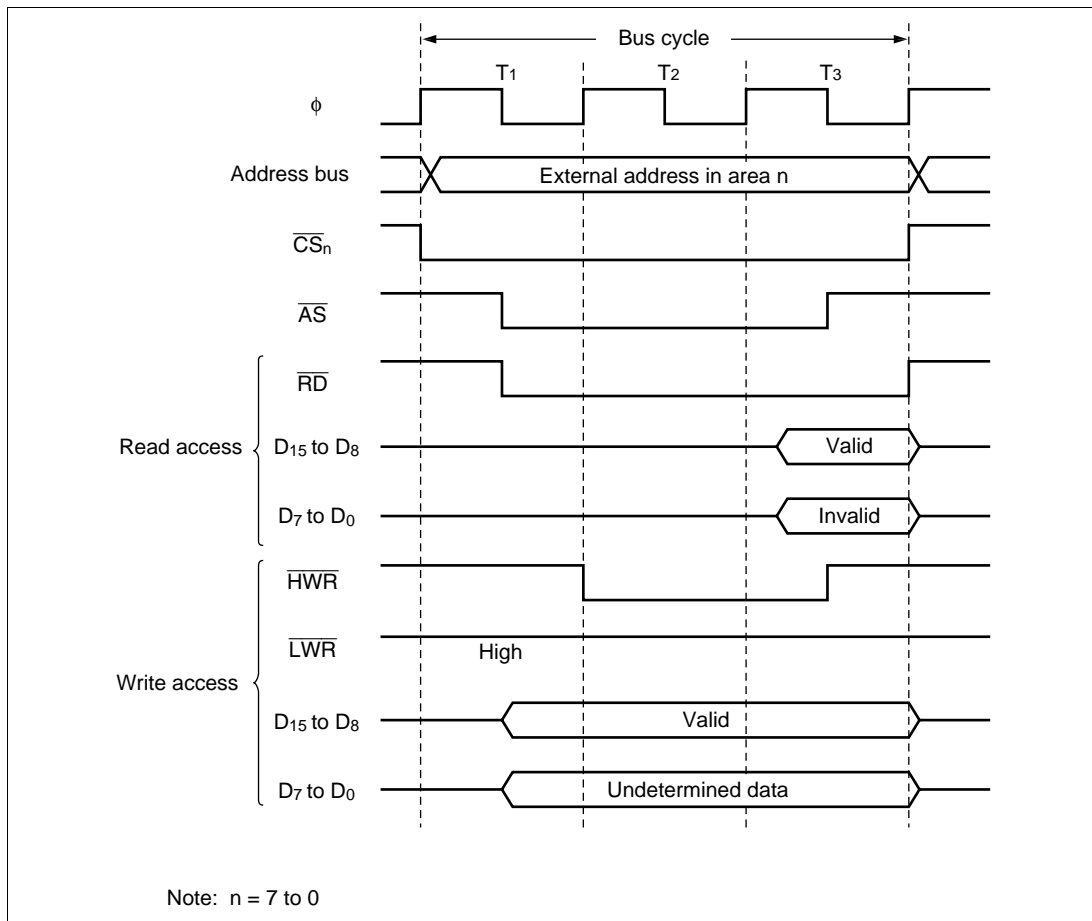 Bus cycle
T1 T2 T3
ϕ
Address bus External address in area n
CSn
AS
RD
Read access D15 to D8 Valid
D7 to D0 Invalid
HWR
LWR High
Write access
D15 to D8 Valid
D7 to D0 Undetermined data
Note: n = 7 to 0